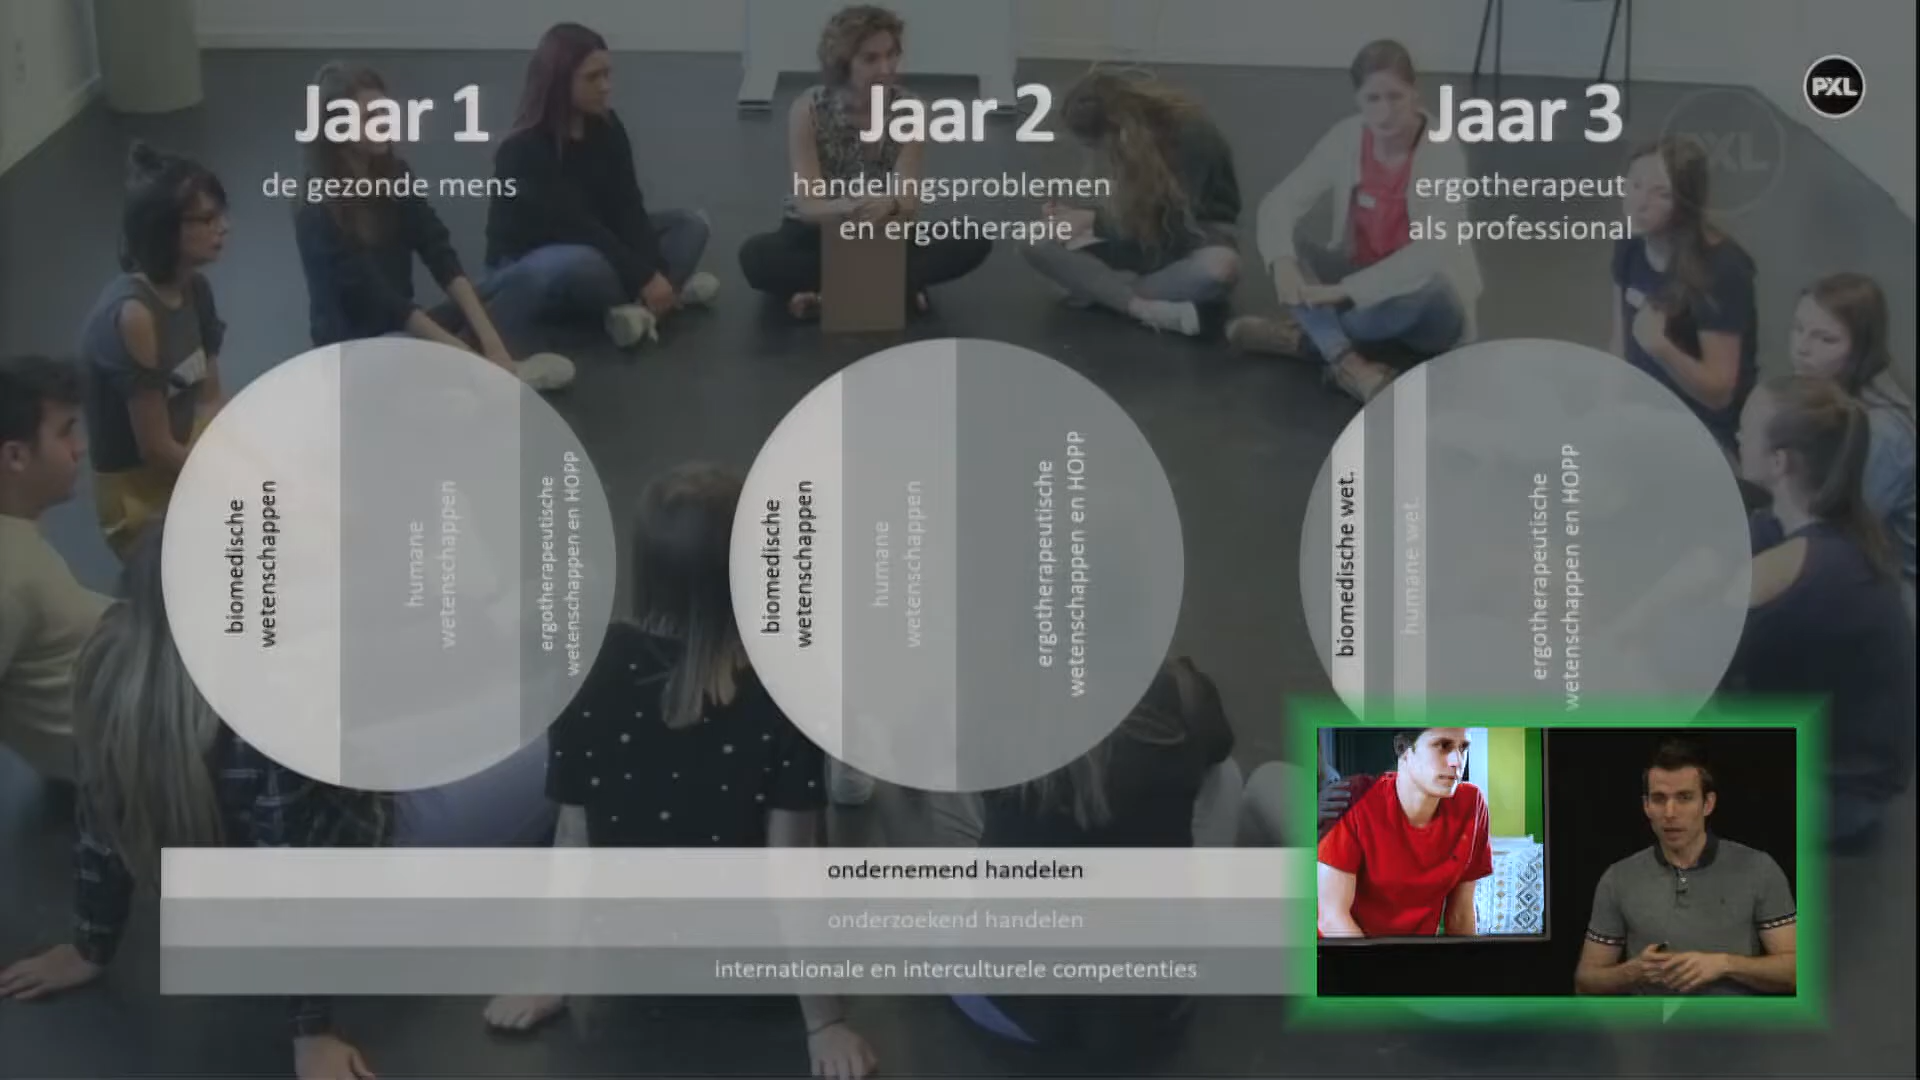 Jaar 1
de gezonde mens
Jaar 2
handelingsproblemen
en ergotherapie
Jaar 3
ergotherapeut
als professional
PXL
PXL
biomedische
wetenschappen
humane
wetenschappen
ergotherapeutische
wetenschappen en HOPP
biomedische
wetenschappen
humane
wetenschappen
ergotherapeutische
wetenschappen en HOPP
biomedische wet.
humane wet.
ergotherapeutische
wetenschappen en HOPP
ondernemend handelen
onderzoekend handelen
internationale en interculturele competenties